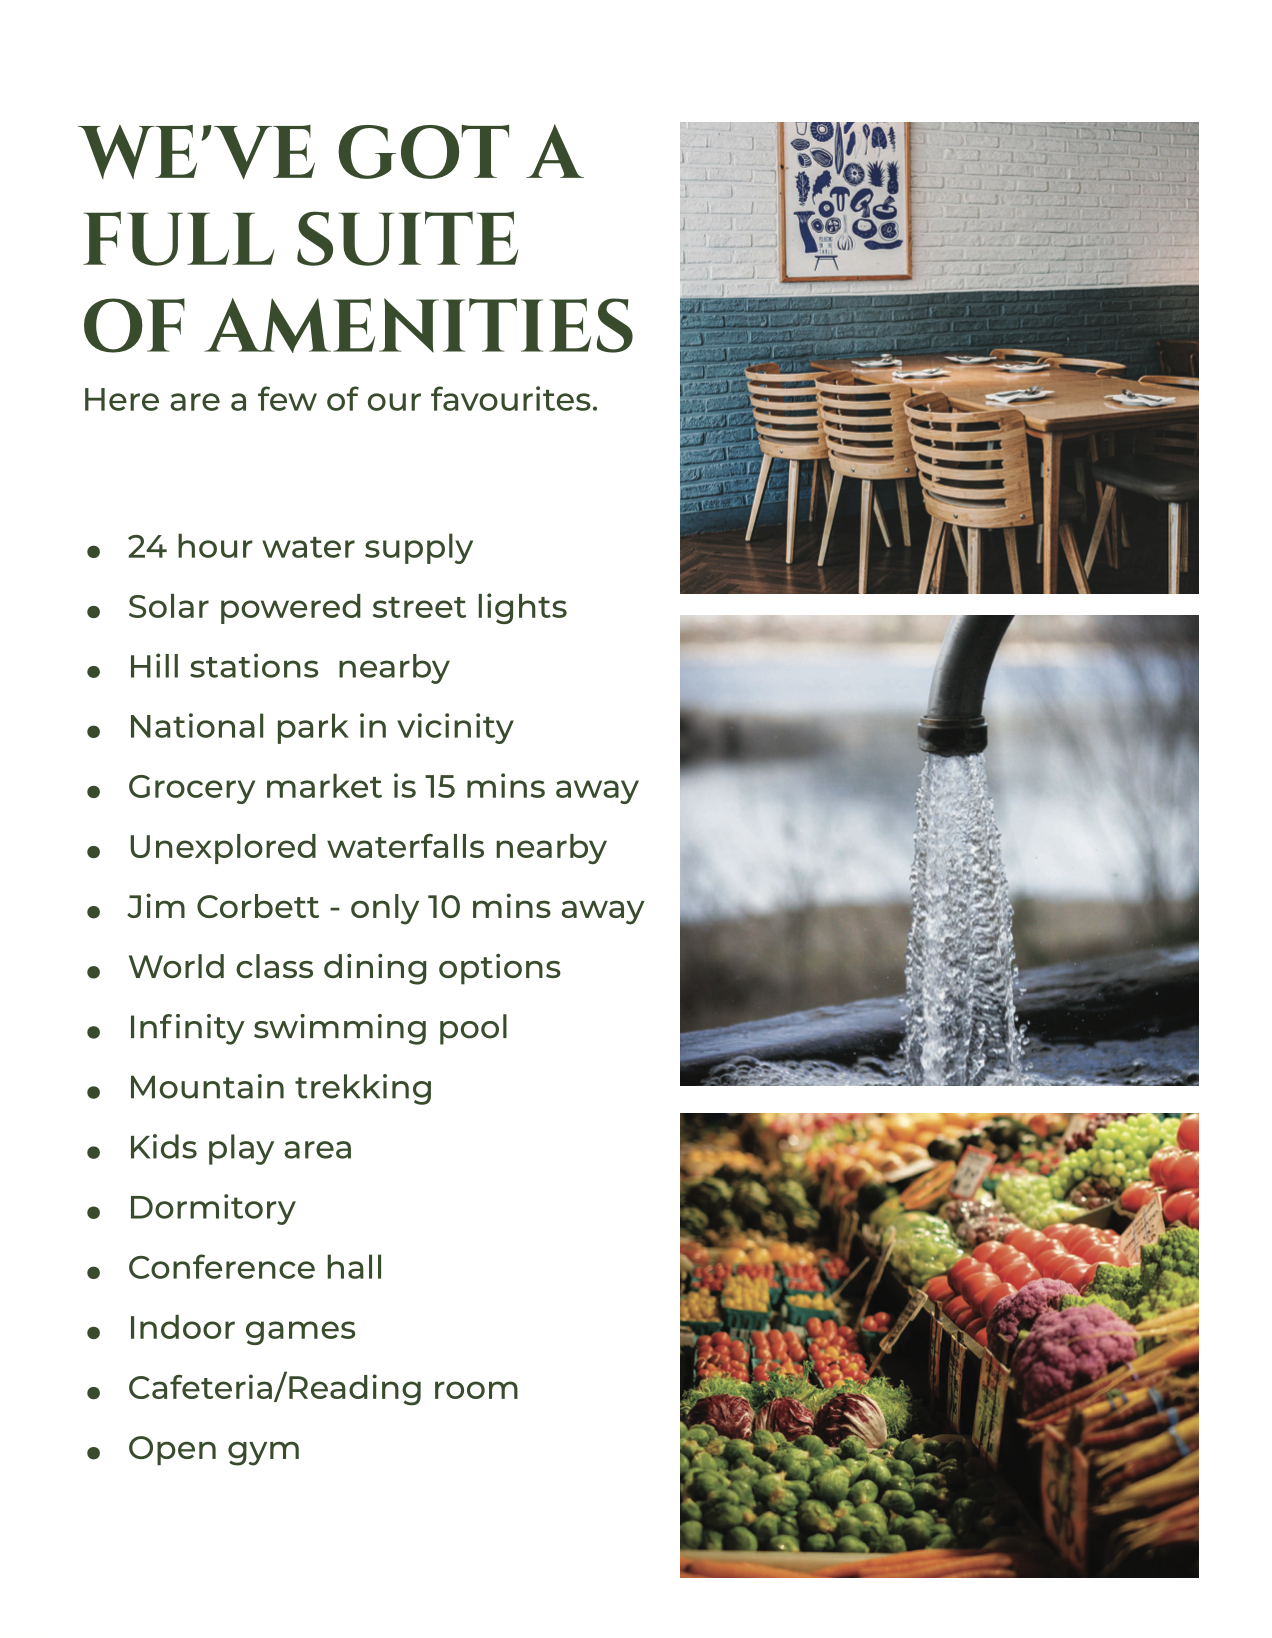 WE'VE GOT A
FULL SUITE
OF AMENITIES
Here are a few of our favourites.
24 hour water supply
Solar powered street lights
Hill stations  nearby
National park in vicinity
Grocery market is 15 mins away
Unexplored waterfalls nearby
Jim Corbett - only 10 mins away
World class dining options
Infinity swimming pool
Mountain trekking
Kids play area
Dormitory
Conference hall
Indoor games
Cafeteria/Reading room
Open gym